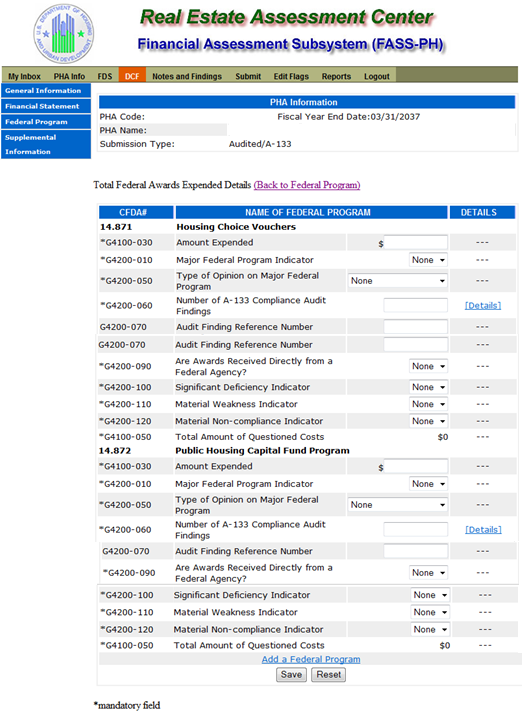 Real Estate Assessment Center
Financial Assessment Subsystem (FASS-PH)
My Inbox PHA Info FDS DCF Notes and Findings Submit Edit Flags Reports Logout
General Information
Financial Statement
Federal Program
Supplemental
Information
PHA Information
PHA Code: Fiscal Year End Date:03/31/2037
PHA Name:
Submission Type: Audited/A-133
Total Federal Awards Expended Details (Back to Federal Program)
CFDA# NAME OF FEDERAL PROGRAM DETAILS
14.871 Housing Choice Vouchers
*G4100-030 Amount Expended $ ---
*G4200-010 Major Federal Program Indicator None ---
*G4200-050 Type of Opinion on Major Federal Program None ---
*G4200-060 Number of A-133 Compliance Audit Findings [Details]
G4200-070 Audit Finding Reference Number ---
G4200-070 Audit Finding Reference Number ---
*G4200-090 Are Awards Received Directly from a Federal Agency? None ---
*G4200-100 Significant Deficiency Indicator None ---
*G4200-110 Material Weakness Indicator None ---
*G4200-120 Material Non-compliance Indicator None ---
*G4100-050 Total Amount of Questioned Costs $0 ---
14.872 Public Housing Capital Fund Program
*G4100-030 Amount Expended $ ---
*G4200-010 Major Federal Program Indicator None ---
*G4200-050 Type of Opinion on Major Federal Program None ---
*G4200-060 Number of A-133 Compliance Audit Findings [Details]
G4200-070 Audit Finding Reference Number ---
*G4200-090 Are Awards Received Directly from a Federal Agency? None ---
*G4200-100 Significant Deficiency Indicator None ---
*G4200-110 Material Weakness Indicator None ---
*G4200-120 Material Non-compliance Indicator None ---
*G4100-050 Total Amount of Questioned Costs $0 ---
Add a Federal Program
Save Reset
*mandatory field